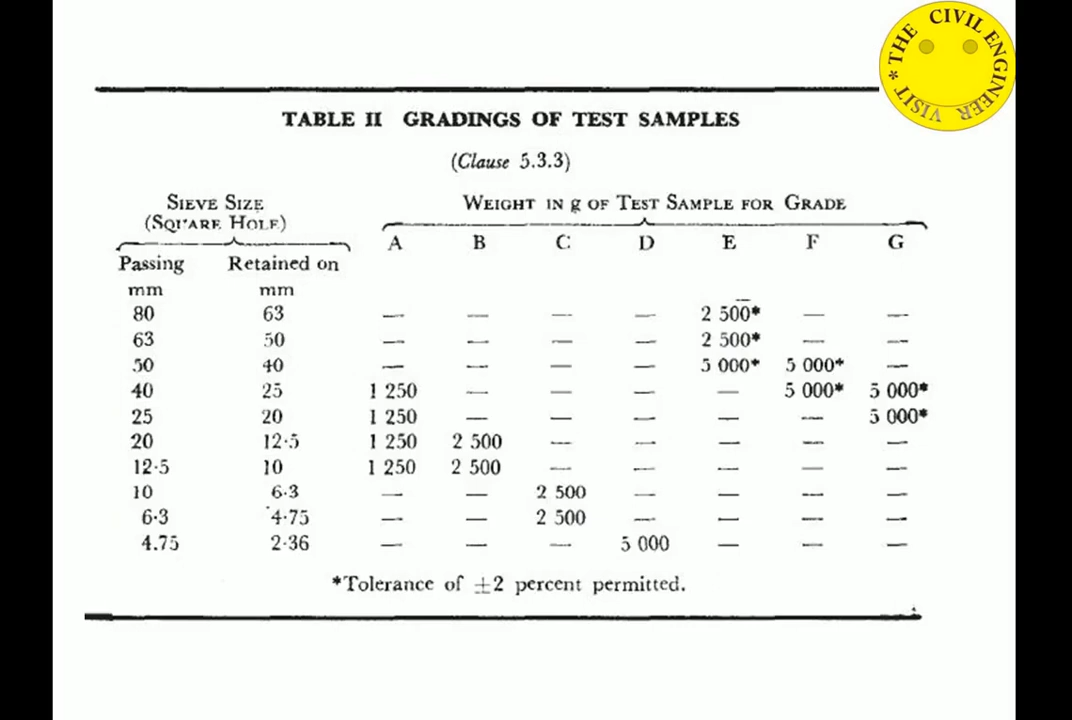 THE CIVIL ENGINEER
VISIT *
TABLE II GRADINGS OF TEST SAMPLES
(Clause 5.3.3)
SIEVE SIZE WEIGHT IN g OF TEST SAMPLE FOR GRADE
(SQUARE HOLE)
A B C D E F G
Passing Retained on
mm mm
80 63 — — — — 2 500* — —
63 50 — — — — 2 500* — —
50 40 — — — — 5 000* 5 000* —
40 25 1 250 — — — — 5 000* 5 000*
25 20 1 250 — — — — — 5 000*
20 12·5 1 250 2 500 — — — — —
12·5 10 1 250 2 500 — — — — —
10 6·3 — — 2 500 — — — —
6·3 4·75 — — 2 500 — — — —
4.75 2·36 — — — 5 000 — — —
*Tolerance of ±2 percent permitted.